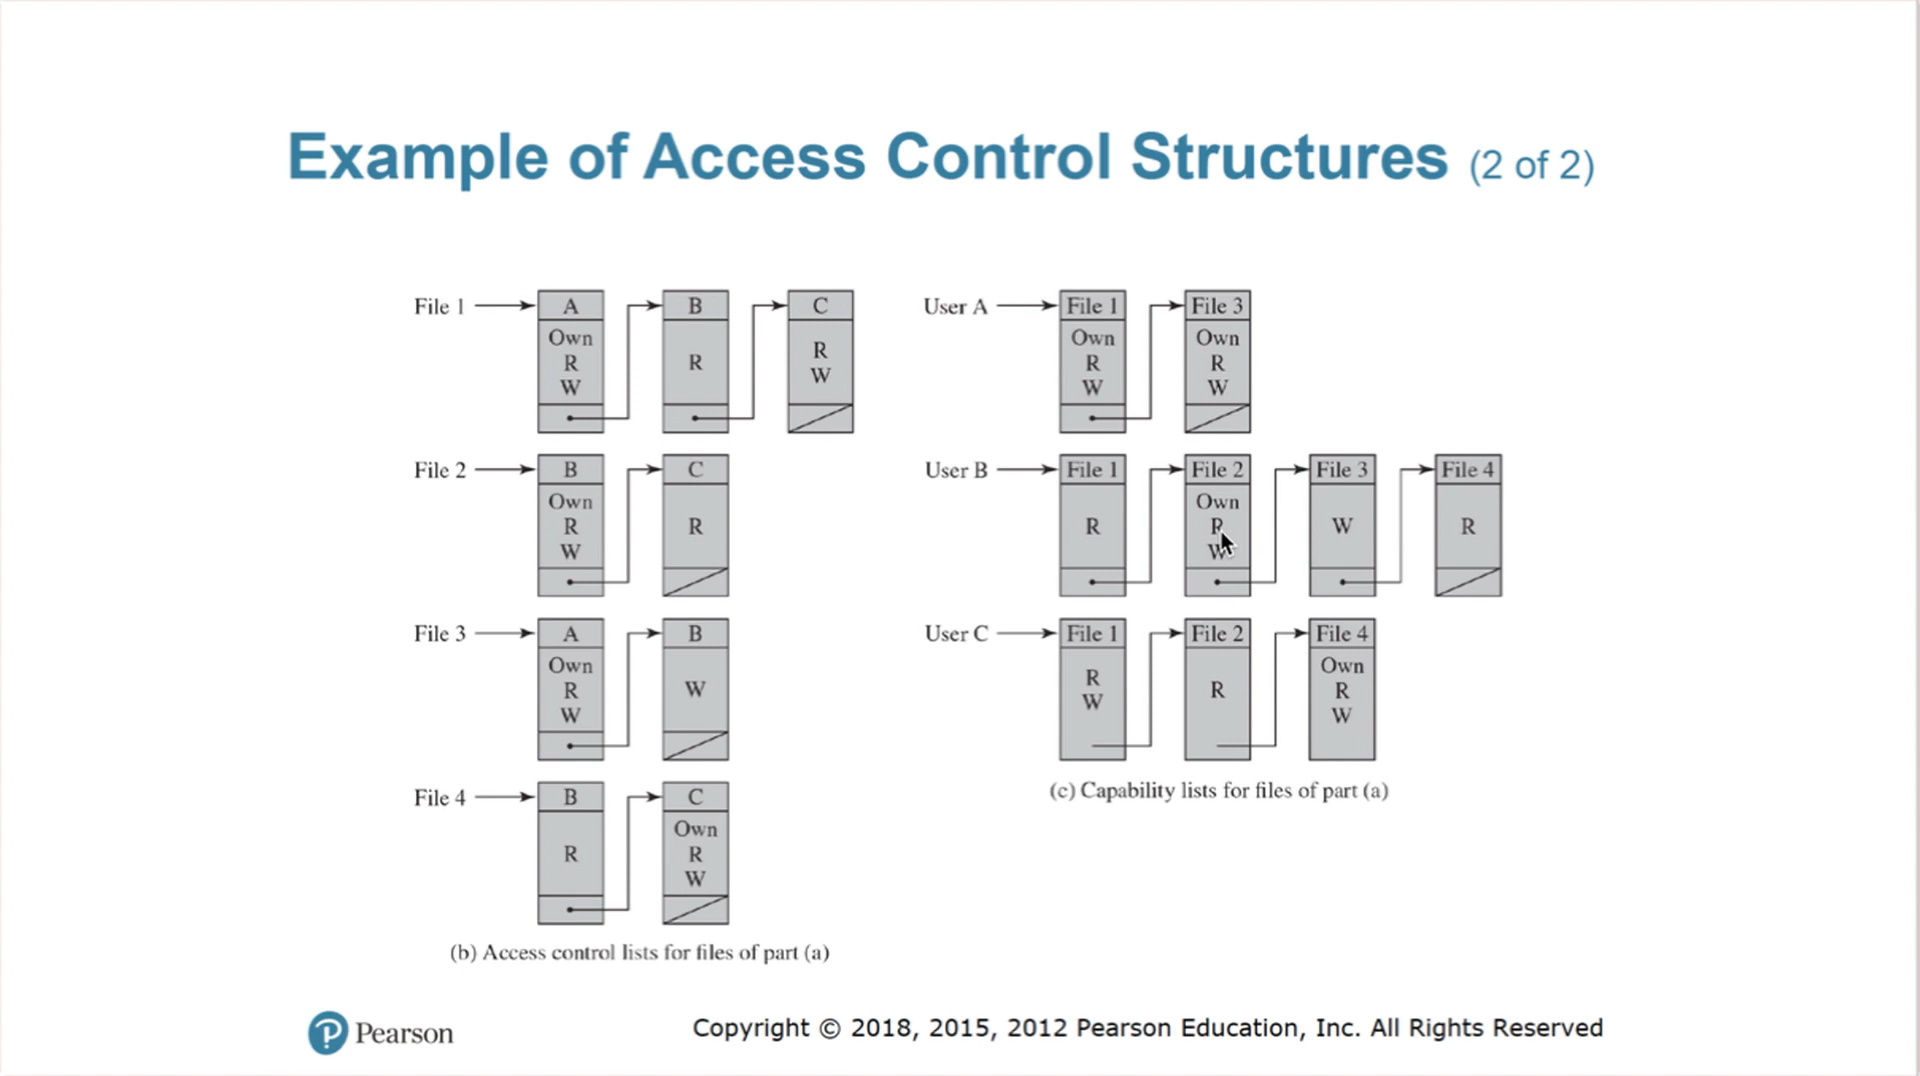 Example of Access Control Structures (2 of 2)
File 1
A
Own
R
W
B
R
C
R
W
File 2
B
Own
R
W
C
R
File 3
A
Own
R
W
B
W
File 4
B
R
C
Own
R
W
(b) Access control lists for files of part (a)
User A
File 1
Own
R
W
File 3
Own
R
W
User B
File 1
R
File 2
Own
R
W
File 3
W
File 4
R
User C
File 1
R
W
File 2
R
File 4
Own
R
W
(c) Capability lists for files of part (a)
Pearson
Copyright © 2018, 2015, 2012 Pearson Education, Inc. All Rights Reserved